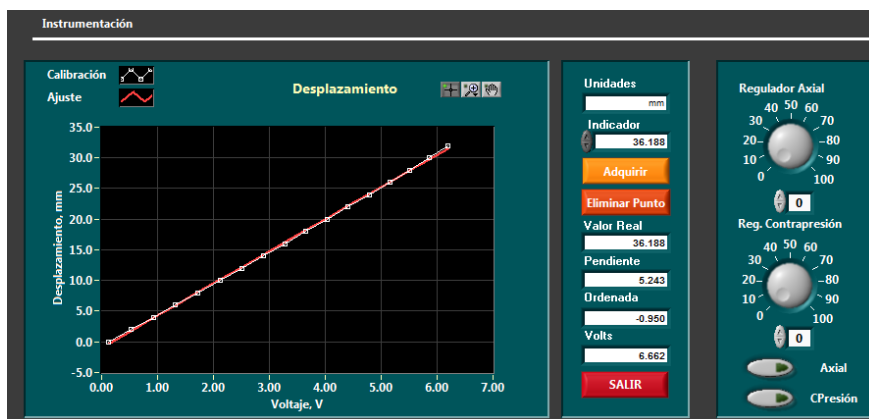 Instrumentación
Calibración
Ajuste
Desplazamiento
35.0
30.0
25.0
20.0
15.0
10.0
5.0
0.0
-5.0
Desplazamiento, mm
0.00 1.00 2.00 3.00 4.00 5.00 6.00 7.00
Voltaje, V
Unidades
mm
Indicador
36.188
Adquirir
Eliminar Punto
Valor Real
36.188
Pendiente
5.243
Ordenada
-0.950
Volts
6.662
SALIR
Regulador Axial
0 10 20 30 40 50 60 70 80 90 100
0
Reg. Contrapresión
0 10 20 30 40 50 60 70 80 90 100
0
Axial
CPresión